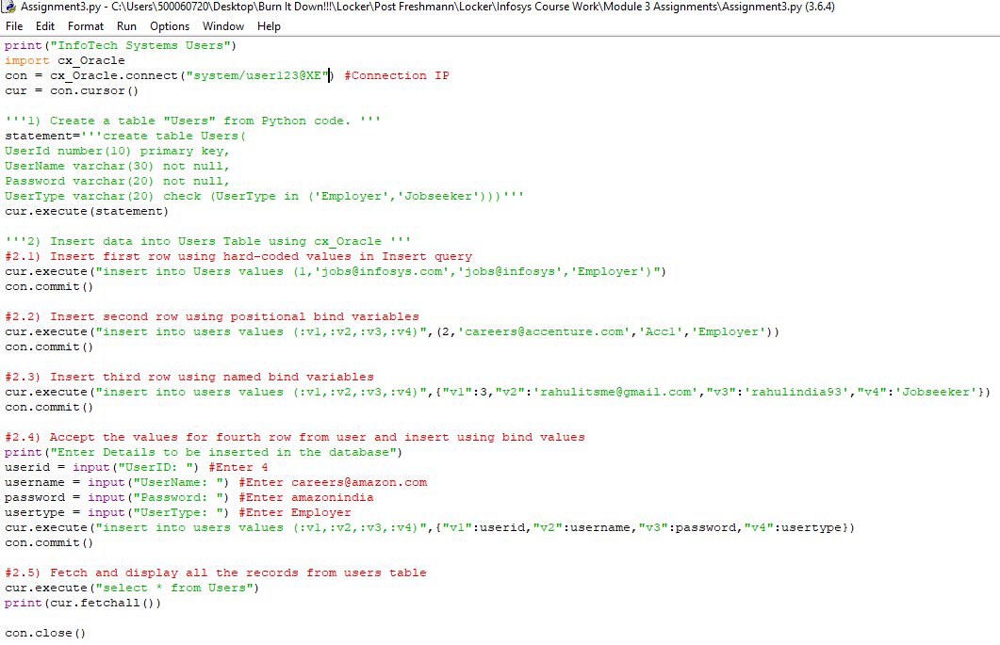 Assignment3.py - C:\Users\500060720\Desktop\Burn It Down!!!\Locker\Post Freshmann\Locker\Infosys Course Work\Module 3 Assignments\Assignment3.py (3.6.4)
File Edit Format Run Options Window Help
print("InfoTech Systems Users")
import cx_Oracle
con = cx_Oracle.connect("system/user123@XE") #Connection IP
cur = con.cursor()
'''1) Create a table "Users" from Python code. '''
statement='''create table Users(
UserId number(10) primary key,
UserName varchar(30) not null,
Password varchar(20) not null,
UserType varchar(20) check (UserType in ('Employer','Jobseeker')))'''
cur.execute(statement)
'''2) Insert data into Users Table using cx_Oracle '''
#2.1) Insert first row using hard-coded values in Insert query
cur.execute("insert into Users values (1,'jobs@infosys.com','jobs@infosys','Employer')")
con.commit()
#2.2) Insert second row using positional bind variables
cur.execute("insert into users values (:v1,:v2,:v3,:v4)",(2,'careers@accenture.com','Acc1','Employer'))
con.commit()
#2.3) Insert third row using named bind variables
cur.execute("insert into users values (:v1,:v2,:v3,:v4)",{"v1":3,"v2":'rahulitsme@gmail.com',"v3":'rahulindia93',"v4":'Jobseeker'})
con.commit()
#2.4) Accept the values for fourth row from user and insert using bind values
print("Enter Details to be inserted in the database")
userid = input("UserID: ") #Enter 4
username = input("UserName: ") #Enter careers@amazon.com
password = input("Password: ") #Enter amazonindia
usertype = input("UserType: ") #Enter Employer
cur.execute("insert into users values (:v1,:v2,:v3,:v4)",{"v1":userid,"v2":username,"v3":password,"v4":usertype})
con.commit()
#2.5) Fetch and display all the records from users table
cur.execute("select * from Users")
print(cur.fetchall())
con.close()